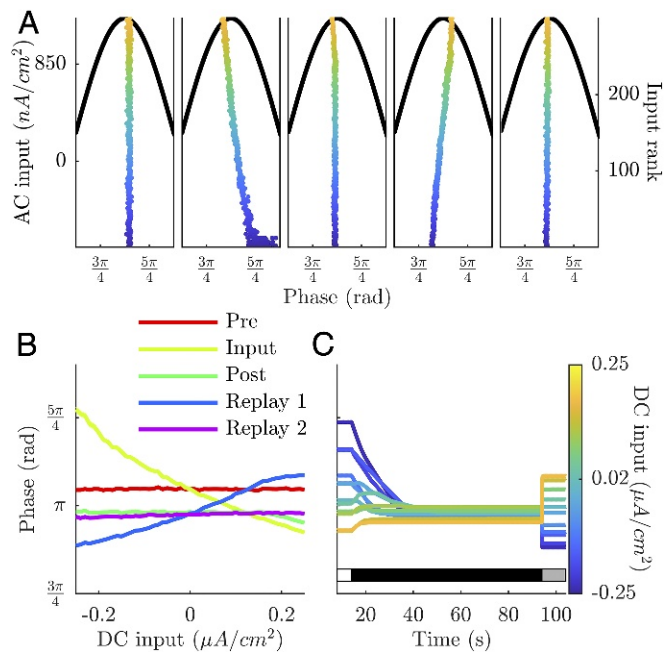 A
AC input (nA/cm²)
850
0
Input rank
200
100
3π/4 5π/4 3π/4 5π/4 3π/4 5π/4 3π/4 5π/4 3π/4 5π/4
Phase (rad)
Pre
Input
Post
Replay 1
Replay 2
B
Phase (rad)
5π/4
π
3π/4
-0.2 0 0.2
DC input (μA/cm²)
C
20 40 60 80 100
Time (s)
0.25
0.02
-0.25
DC input (μA/cm²)